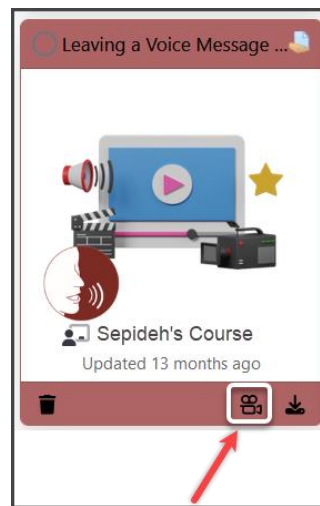 Leaving a Voice Message ...
Sepideh's Course
Updated 13 months ago